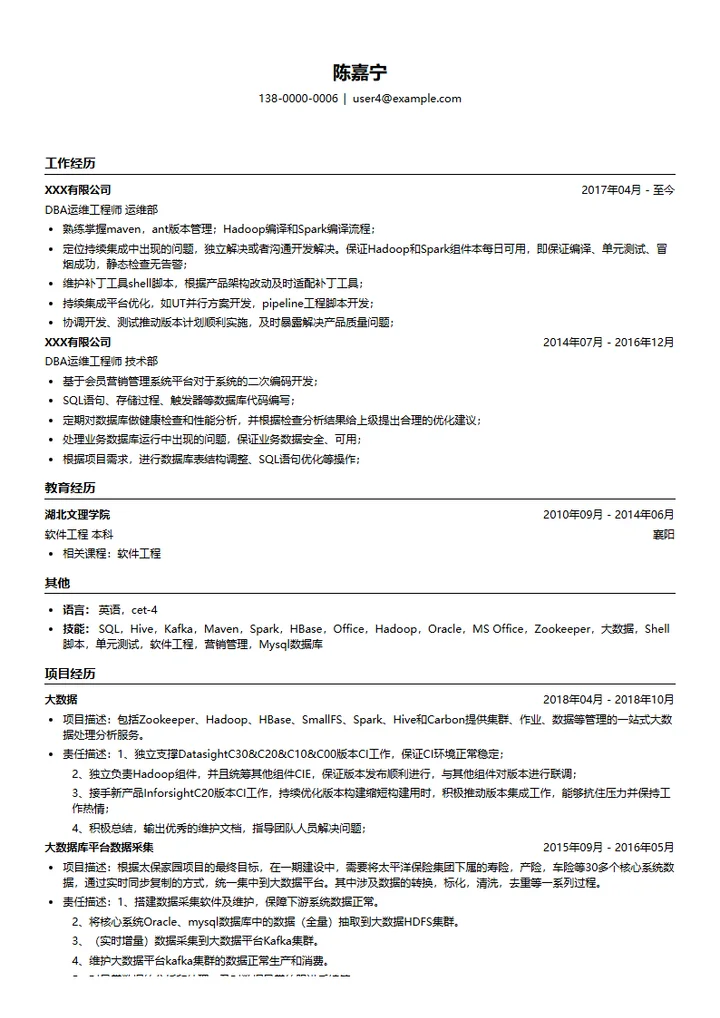 陈嘉宁
138-0000-0006 | user4@example.com
工作经历
XXX有限公司 2017年04月 - 至今
DBA运维工程师 运维部
• 熟练掌握maven，ant版本管理；Hadoop编译和Spark编译流程；
• 定位持续集成中出现的问题，独立解决或者沟通开发解决。保证Hadoop和Spark组件本每日可用，即保证编译、单元测试、冒
烟成功，静态检查无告警；
• 维护补丁工具shell脚本，根据产品架构改动及时适配补丁工具；
• 持续集成平台优化，如UT并行方案开发，pipeline工程脚本开发；
• 协调开发、测试推动版本计划顺利实施，及时暴露解决产品质量问题；
XXX有限公司 2014年07月 - 2016年12月
DBA运维工程师 技术部
• 基于会员营销管理系统平台对于系统的二次编码开发；
• SQL语句、存储过程、触发器等数据库代码编写；
• 定期对数据库做健康检查和性能分析，并根据检查分析结果给上级提出合理的优化建议；
• 处理业务数据库运行中出现的问题，保证业务数据安全、可用；
• 根据项目需求，进行数据库表结构调整、SQL语句优化等操作；
教育经历
湖北文理学院 2010年09月 - 2014年06月
软件工程 本科 襄阳
• 相关课程：软件工程
其他
• 语言： 英语，cet-4
• 技能： SQL，Hive，Kafka，Maven，Spark，HBase，Office，Hadoop，Oracle，MS Office，Zookeeper，大数据，Shell
脚本，单元测试，软件工程，营销管理，Mysql数据库
项目经历
大数据 2018年04月 - 2018年10月
• 项目描述：包括Zookeeper、Hadoop、HBase、SmallFS、Spark、Hive和Carbon提供集群、作业、数据等管理的一站式大数
据处理分析服务。
• 责任描述：1、独立支撑DatasightC30&C20&C10&C00版本CI工作，保证CI环境正常稳定；
2、独立负责Hadoop组件，并且统筹其他组件CIE，保证版本发布顺利进行，与其他组件对版本进行联调；
3、接手新产品InforsightC20版本CI工作，持续优化版本构建缩短构建用时，积极推动版本集成工作，能够抗住压力并保持工
作热情；
4、积极总结，输出优秀的维护文档，指导团队人员解决问题；
大数据库平台数据采集 2015年09月 - 2016年05月
• 项目描述：根据太保家园项目的最终目标，在一期建设中，需要将太平洋保险集团下属的寿险，产险，车险等30多个核心系统数
据，通过实时同步复制的方式，统一集中到大数据平台。其中涉及数据的转换，标化，清洗，去重等一系列过程。
• 责任描述：1、搭建数据采集软件及维护，保障下游系统数据正常。
2、将核心系统Oracle、mysql数据库中的数据（全量）抽取到大数据HDFS集群。
3、（实时增量）数据采集到大数据平台Kafka集群。
4、维护大数据平台kafka集群的数据正常生产和消费。